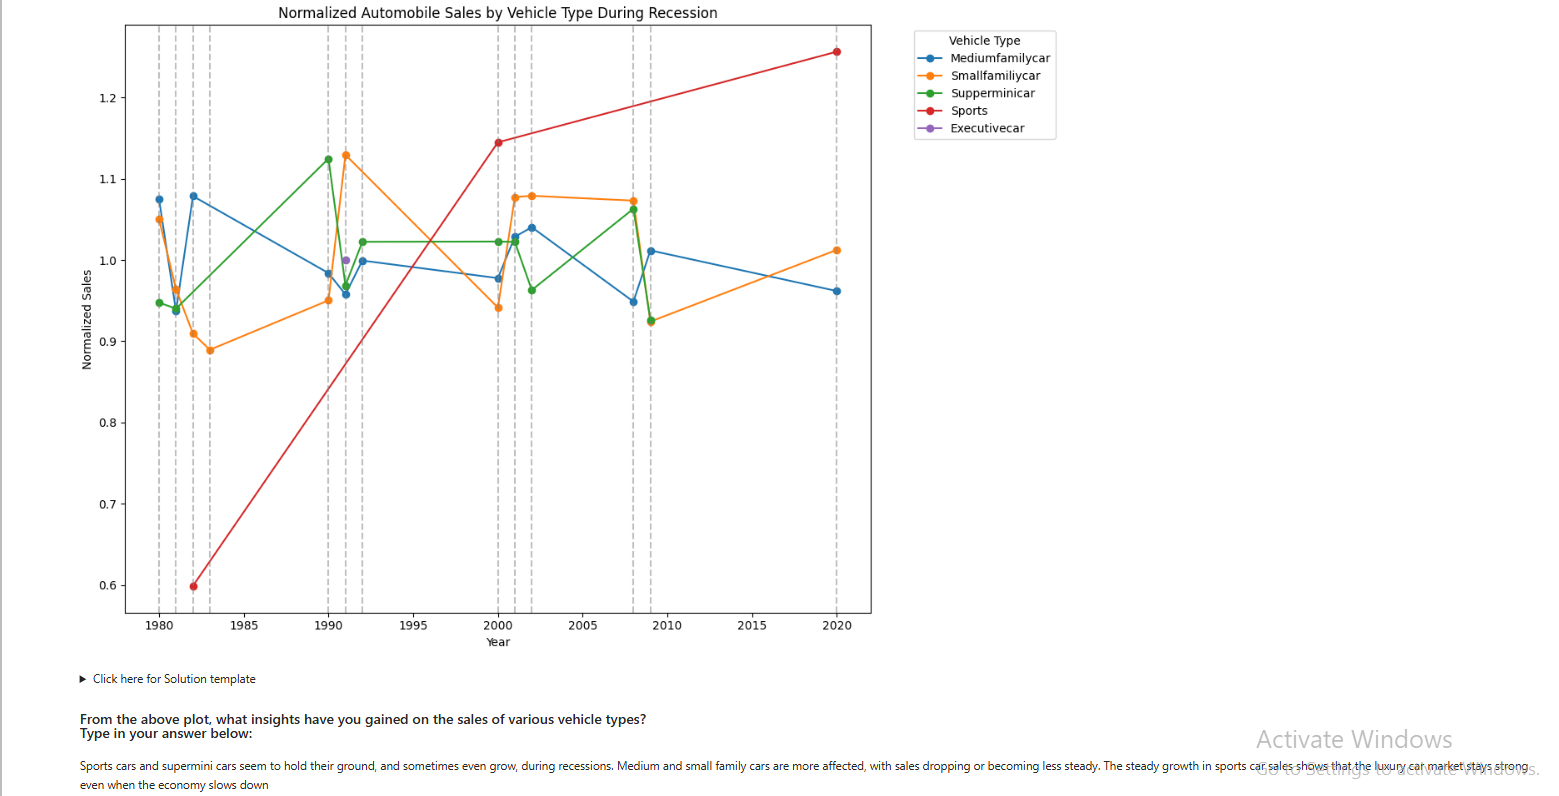 Normalized Automobile Sales by Vehicle Type During Recession
Vehicle Type
Mediumfamilycar
Smallfamiliycar
Supperminicar
Sports
Executivecar
1.2
1.1
1.0
0.9
0.8
0.7
0.6
Normalized Sales
1980 1985 1990 1995 2000 2005 2010 2015 2020
Year
Click here for Solution template
From the above plot, what insights have you gained on the sales of various vehicle types?
Type in your answer below:
Activate Windows
Go to Settings to activate Windows.
Sports cars and supermini cars seem to hold their ground, and sometimes even grow, during recessions. Medium and small family cars are more affected, with sales dropping or becoming less steady. The steady growth in sports car sales shows that the luxury car market stays strong
even when the economy slows down